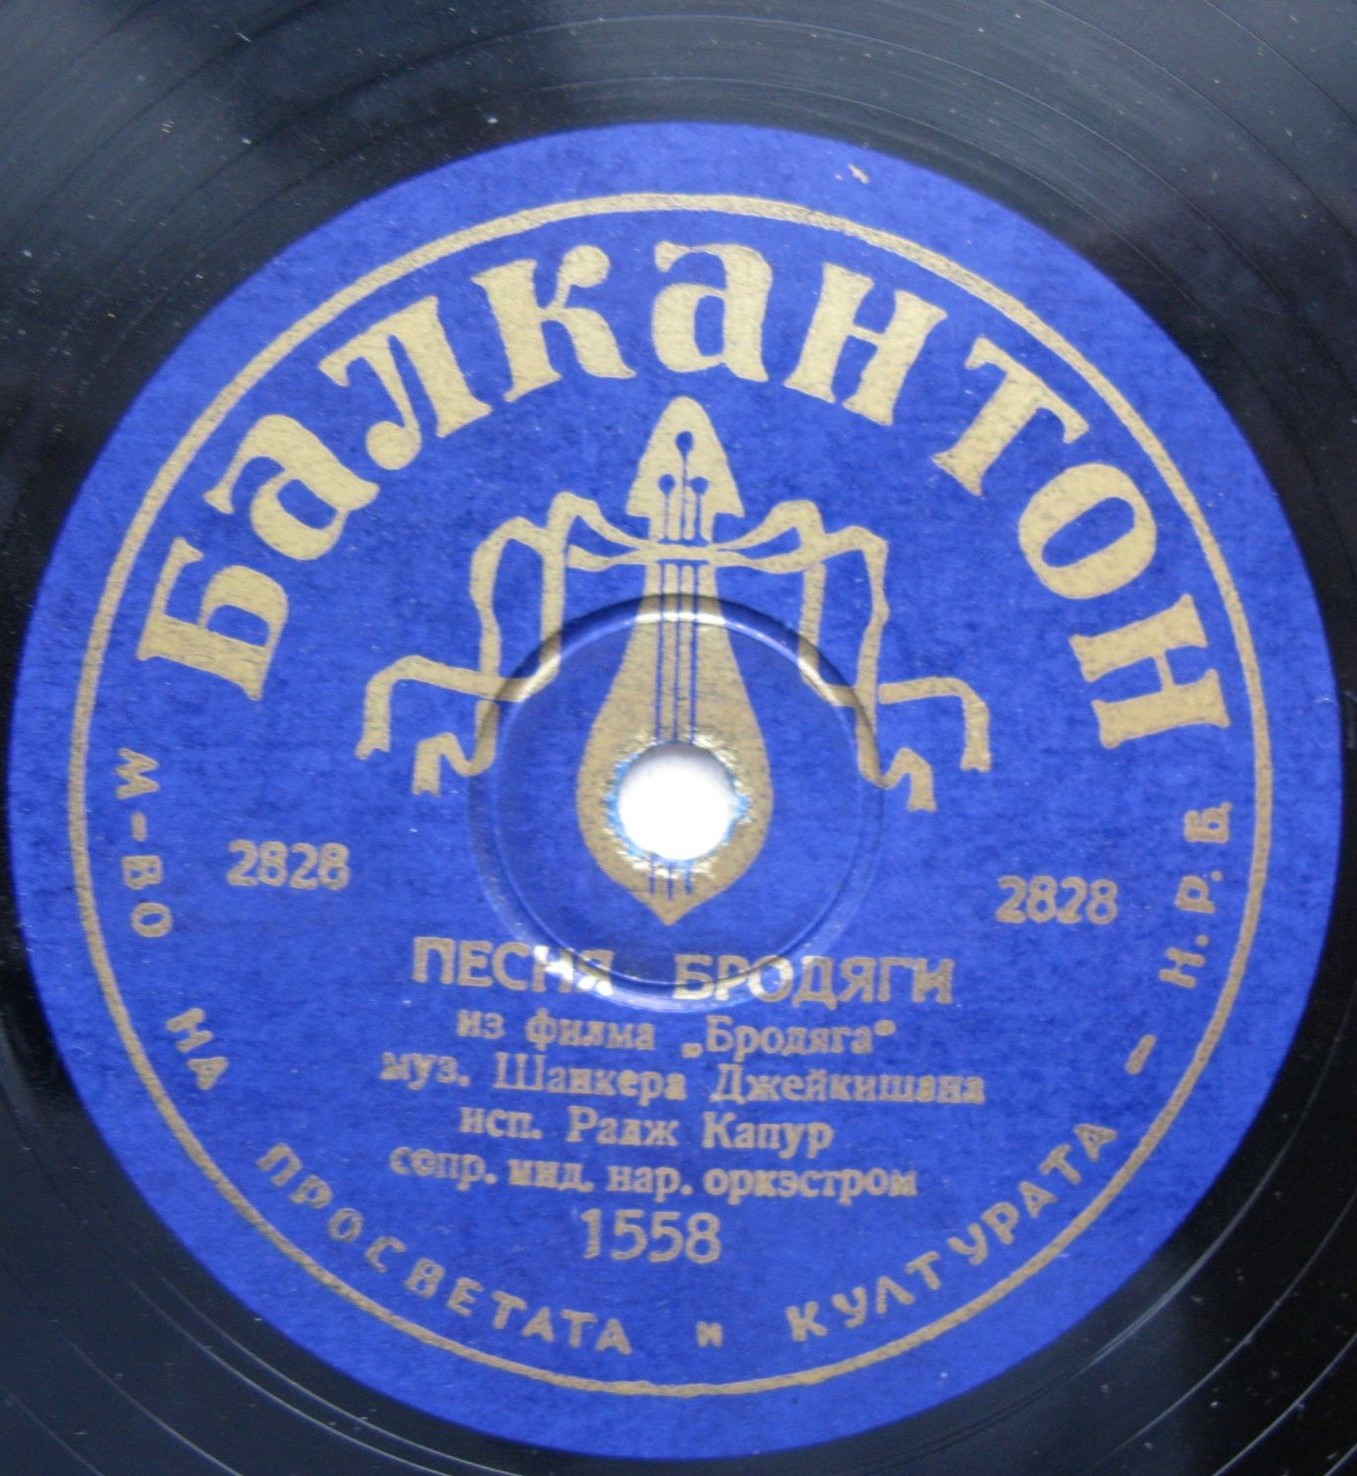 Балкантон
2828
2828
ПЕСНЯ БРОДЯГИ
из филма „Бродяга“
муз. Шанкера Джейкишана
исп. Радж Капур
сопр. инд. нар. оркэстром
1558
М-ВО НА ПРОСВЕТАТА и КУЛТУРАТА – Н.Р.Б